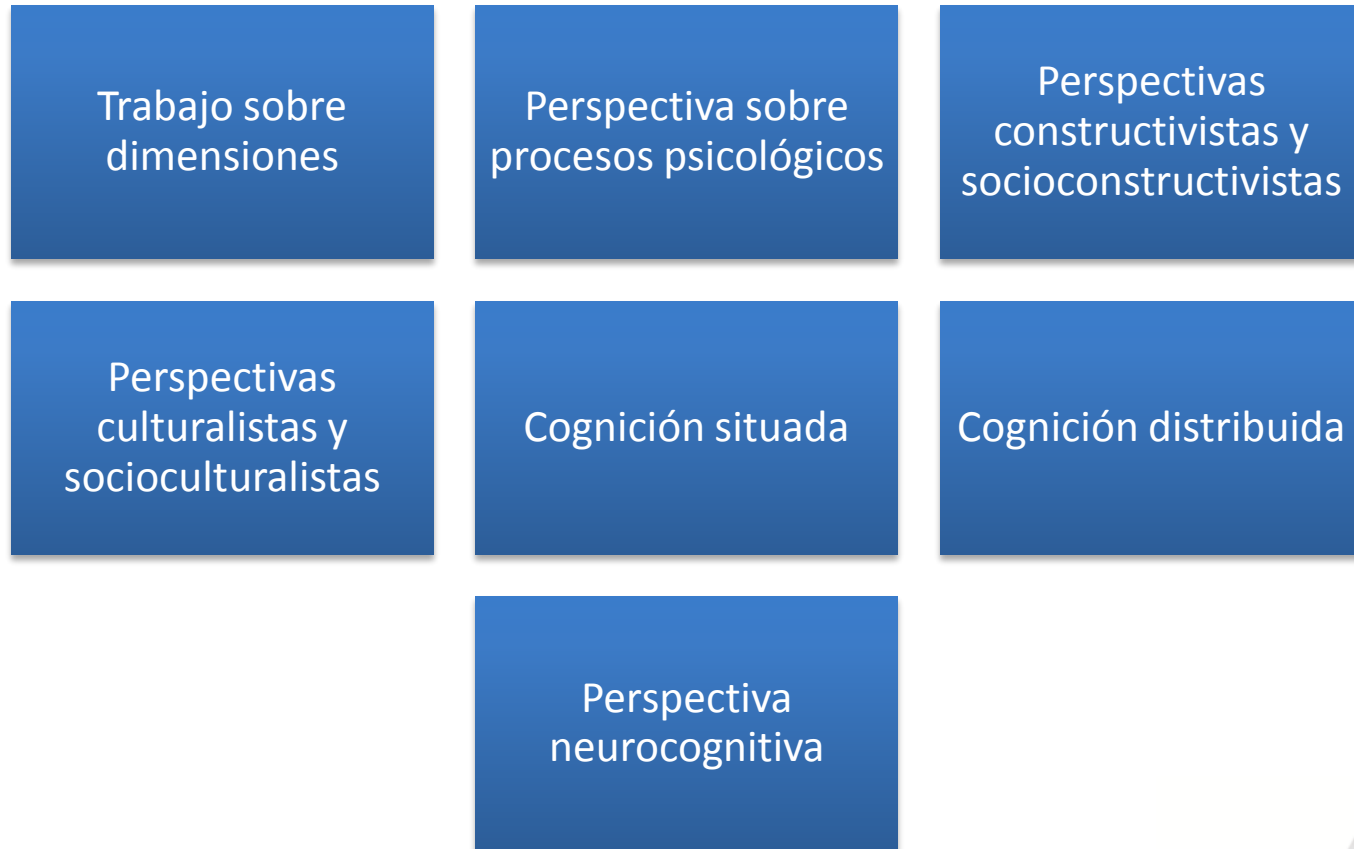 Trabajo sobre
dimensiones
Perspectiva sobre
procesos psicológicos
Perspectivas
constructivistas y
socioconstructivistas
Perspectivas
culturalistas y
socioculturalistas
Cognición situada
Cognición distribuida
Perspectiva
neurocognitiva